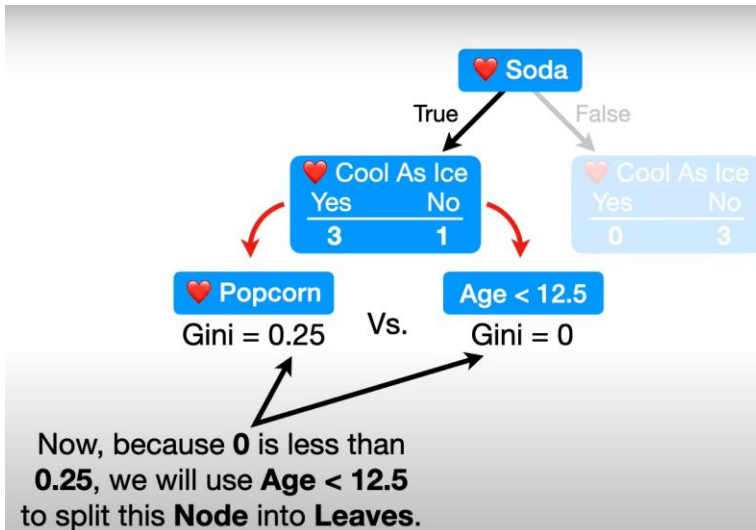 ❤️ Soda
True
False
❤️ Cool As Ice
Yes No
3 1
❤️ Cool As Ice
Yes No
0 3
❤️ Popcorn
Gini = 0.25
Vs.
Age < 12.5
Gini = 0
Now, because 0 is less than
0.25, we will use Age < 12.5
to split this Node into Leaves.